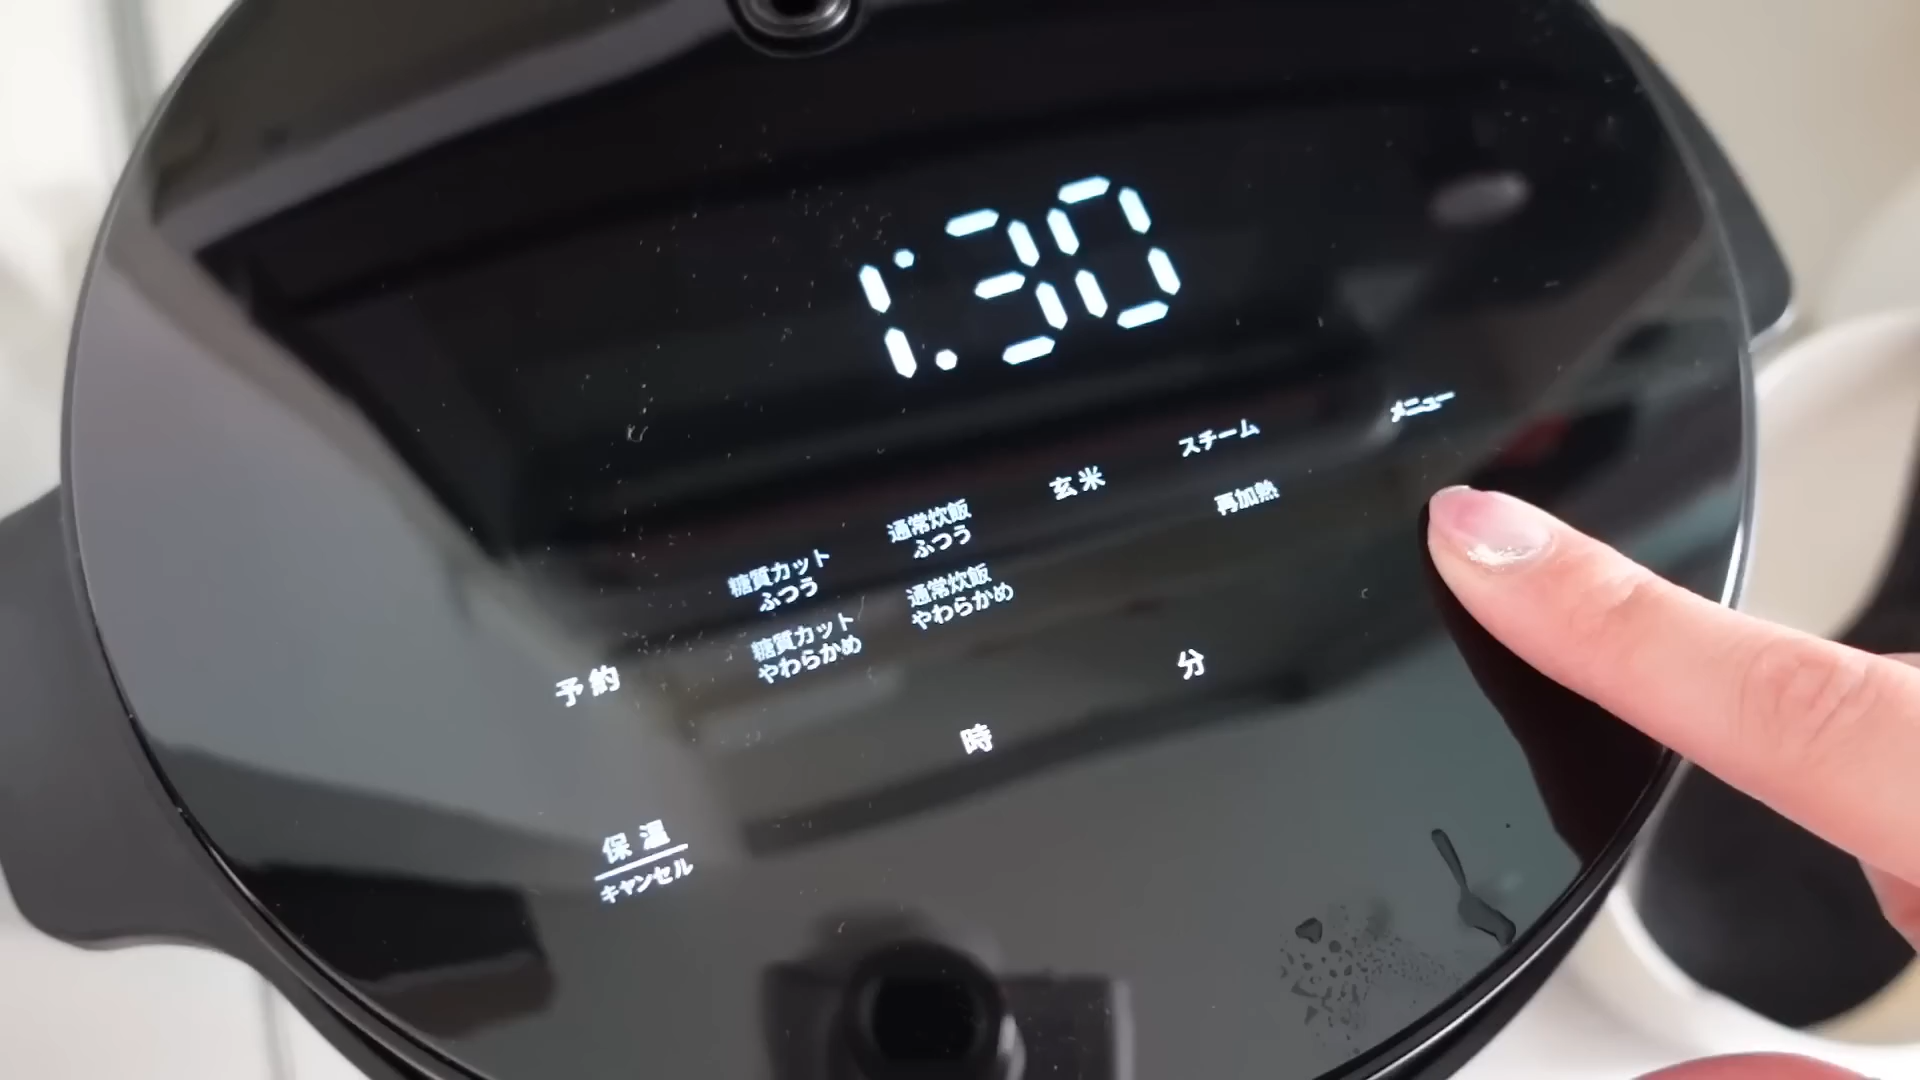 1:30
メニュー
スチーム
再加熱
玄米
通常炊飯
ふつう
通常炊飯
やわらかめ
糖質カット
ふつう
糖質カット
やわらかめ
予約
分
時
保温
キャンセル